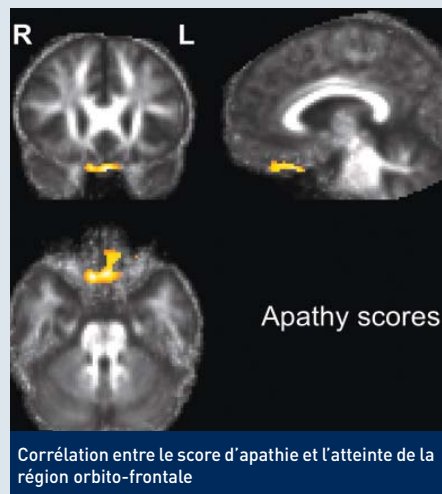 R L
Apathy scores
Corrélation entre le score d’apathie et l’atteinte de la
région orbito-frontale